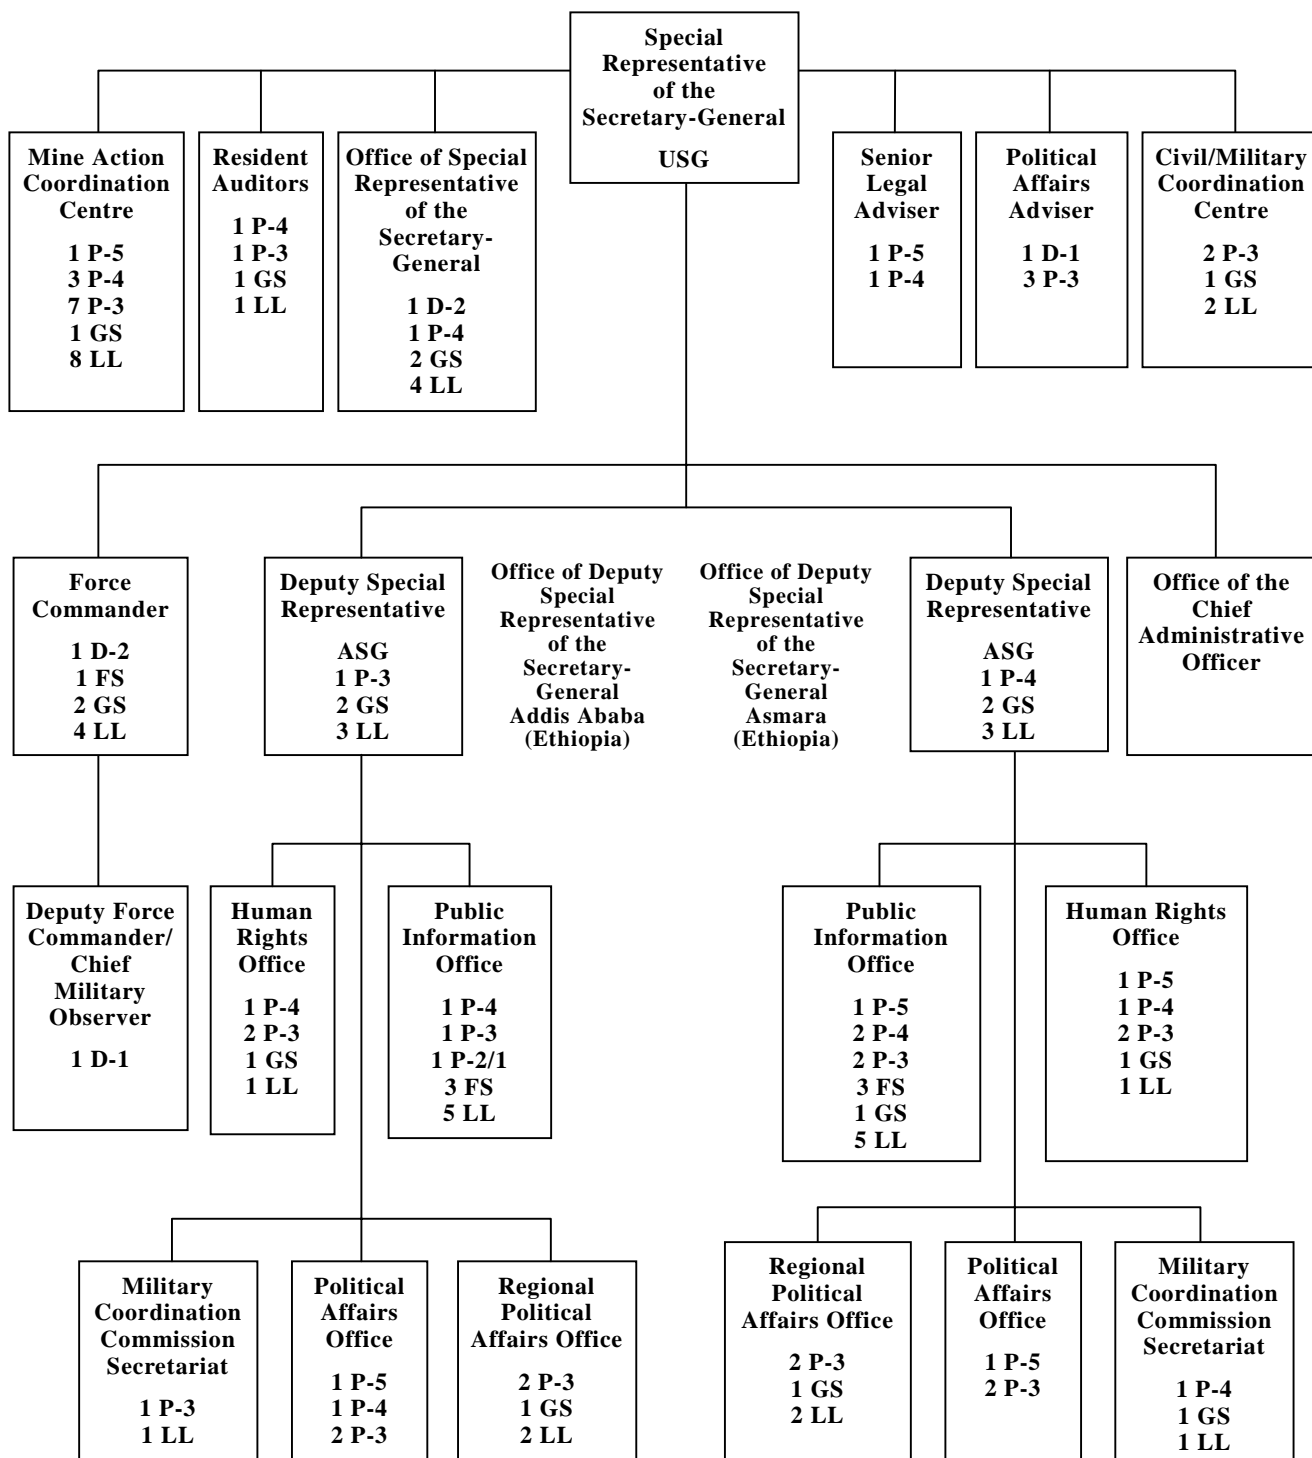 Special
Representative
of the
Secretary-General
USG
Mine Action
Coordination
Centre
1 P-5
3 P-4
7 P-3
1 GS
8 LL
Resident
Auditors
1 P-4
1 P-3
1 GS
1 LL
Office of Special
Representative
of the
Secretary-
General
1 D-2
1 P-4
2 GS
4 LL
Senior
Legal
Adviser
1 P-5
1 P-4
Political
Affairs
Adviser
1 D-1
3 P-3
Civil/Military
Coordination
Centre
2 P-3
1 GS
2 LL
Force
Commander
1 D-2
1 FS
2 GS
4 LL
Deputy Special
Representative
ASG
1 P-3
2 GS
3 LL
Office of Deputy
Special
Representative
of the
Secretary-
General
Addis Ababa
(Ethiopia)
Office of Deputy
Special
Representative
of the
Secretary-
General
Asmara
(Ethiopia)
Deputy Special
Representative
ASG
1 P-4
2 GS
3 LL
Office of the
Chief
Administrative
Officer
Deputy Force
Commander/
Chief
Military
Observer
1 D-1
Human
Rights
Office
1 P-4
2 P-3
1 GS
1 LL
Public
Information
Office
1 P-4
1 P-3
1 P-2/1
3 FS
5 LL
Public
Information
Office
1 P-5
2 P-4
2 P-3
3 FS
1 GS
5 LL
Human Rights
Office
1 P-5
1 P-4
2 P-3
1 GS
1 LL
Military
Coordination
Commission
Secretariat
1 P-3
1 LL
Political
Affairs
Office
1 P-5
1 P-4
2 P-3
Regional
Political
Affairs Office
2 P-3
1 GS
2 LL
Regional
Political
Affairs Office
2 P-3
1 GS
2 LL
Political
Affairs
Office
1 P-5
2 P-3
Military
Coordination
Commission
Secretariat
1 P-4
1 GS
1 LL